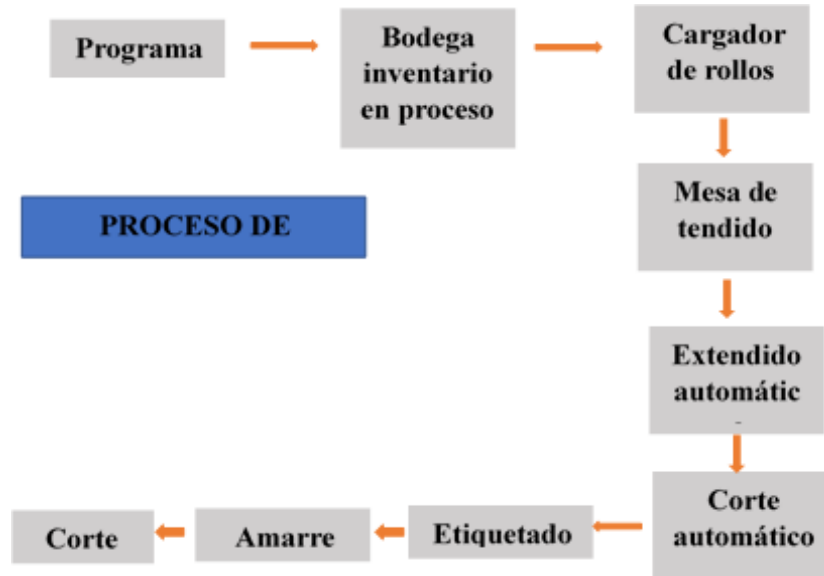 Programa
Bodega
inventario
en proceso
Cargador
de rollos
Mesa de
tendido
PROCESO DE
Extendido
automátic
Corte
automático
Etiquetado
Amarre
Corte